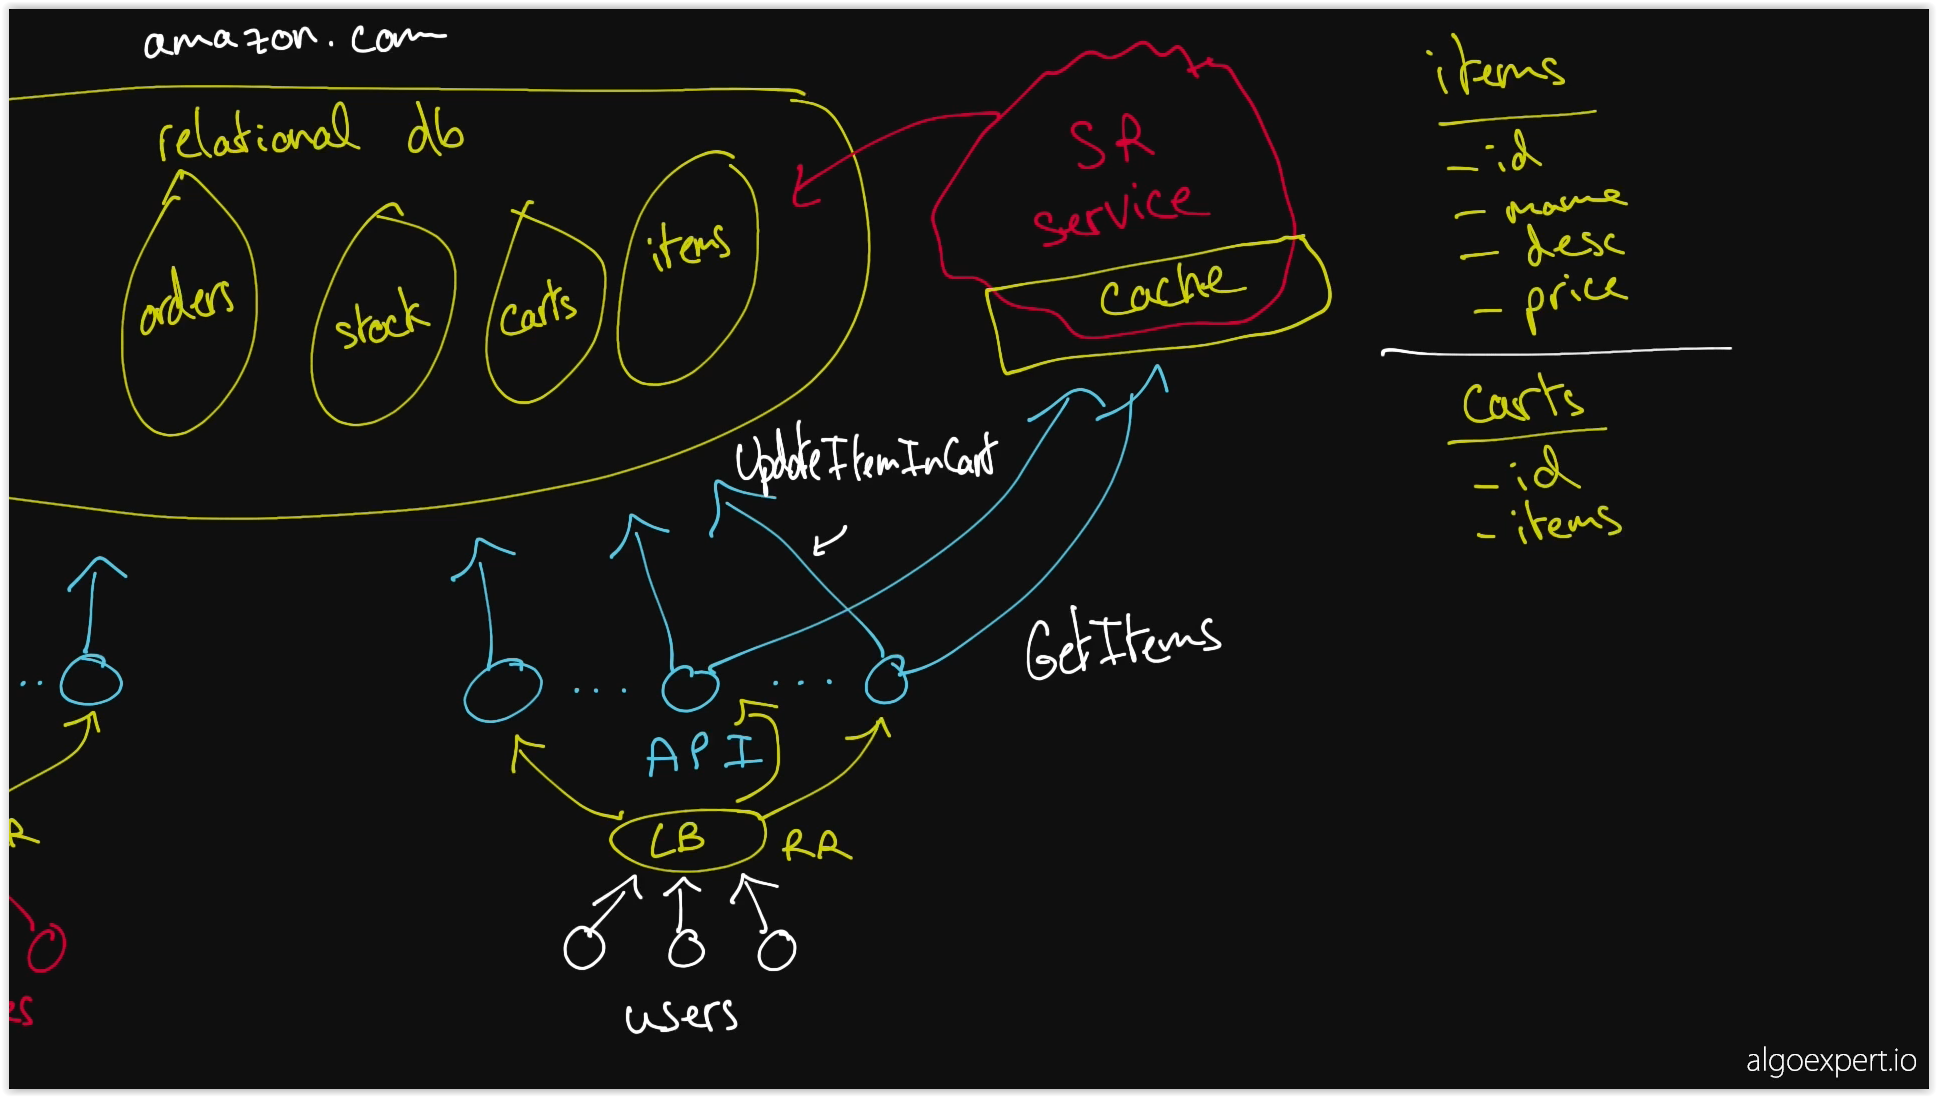 amazon.com
relational db
orders
stock
carts
items
SR
service
cache
UpdateItemInCart
GetItems
API
LB
RR
users
items
- id
- name
- desc
- price
carts
- id
- items
R
es
algoexpert.io